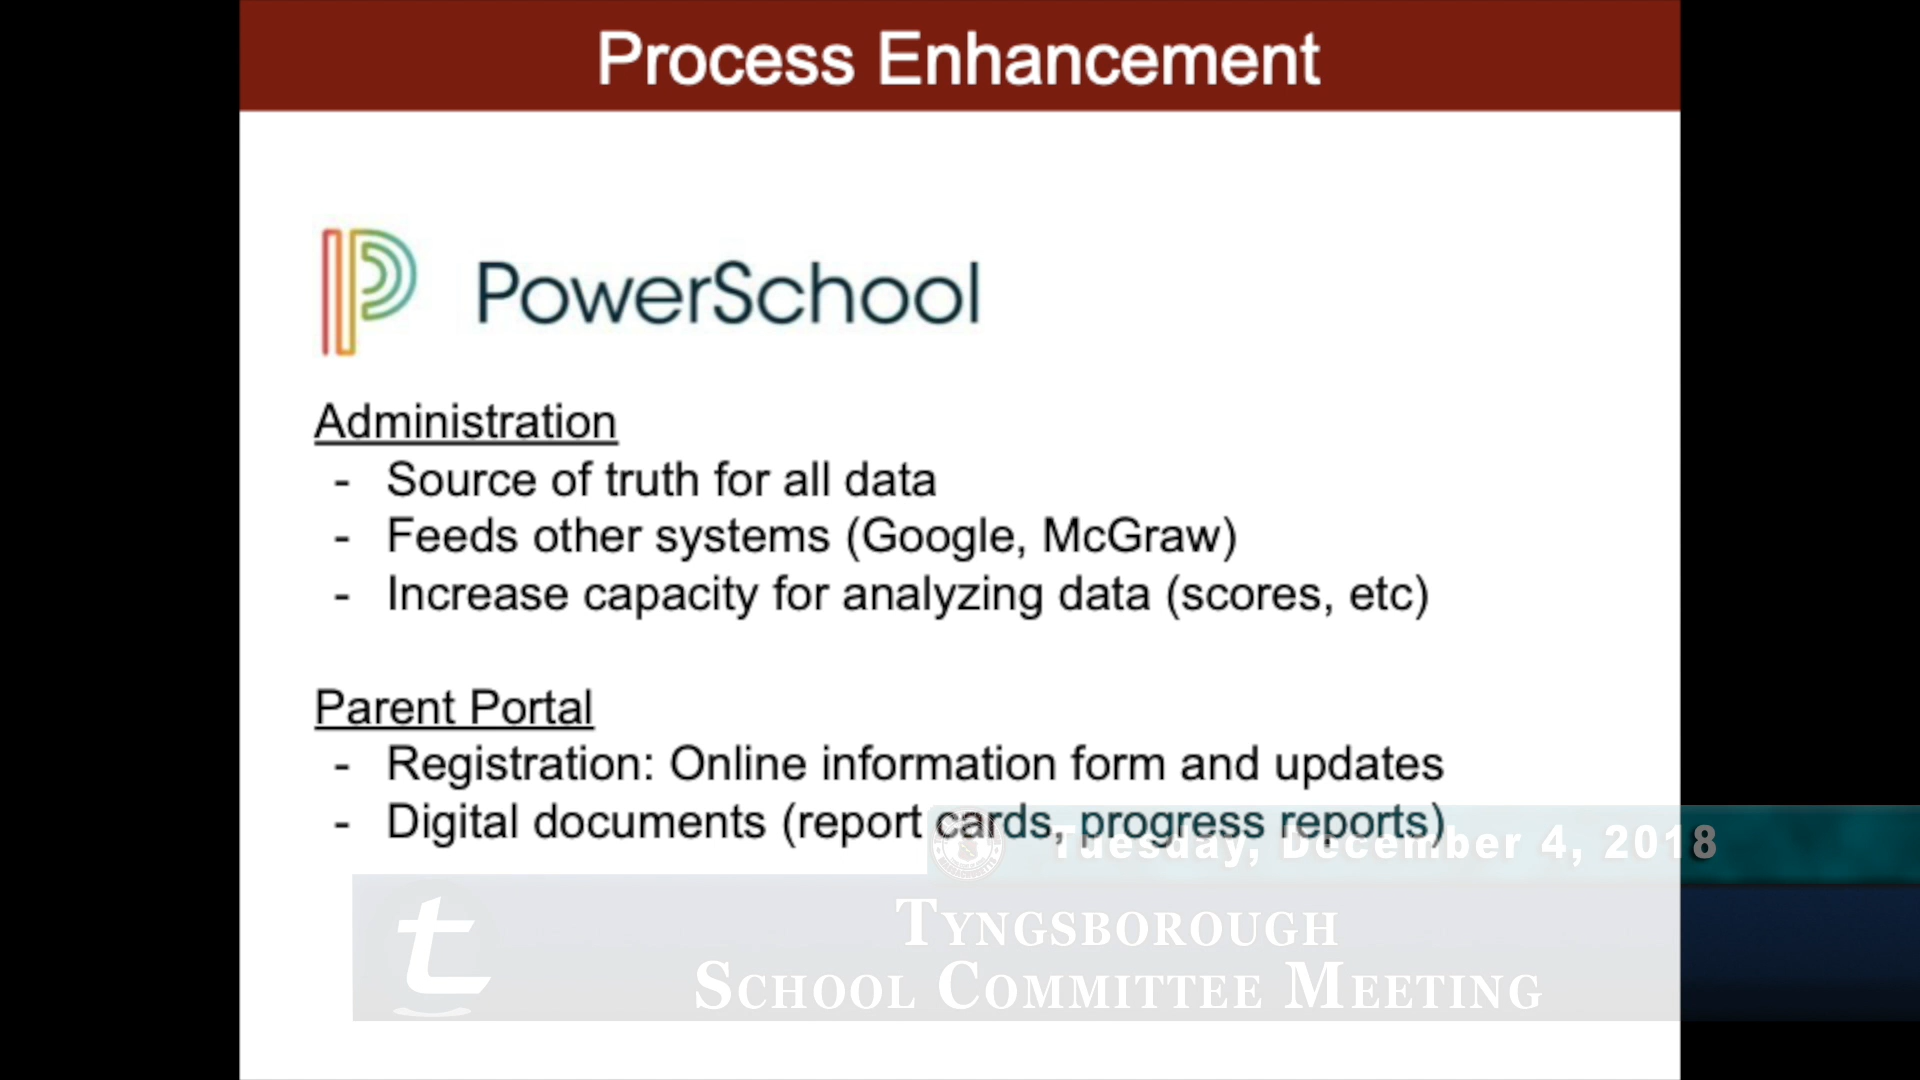 Process Enhancement
PowerSchool
Administration
- Source of truth for all data
- Feeds other systems (Google, McGraw)
- Increase capacity for analyzing data (scores, etc)
Parent Portal
- Registration: Online information form and updates
- Digital documents (report cards, progress reports)
Tuesday, December 4, 2018
t
TYNGSBOROUGH
SCHOOL COMMITTEE MEETING